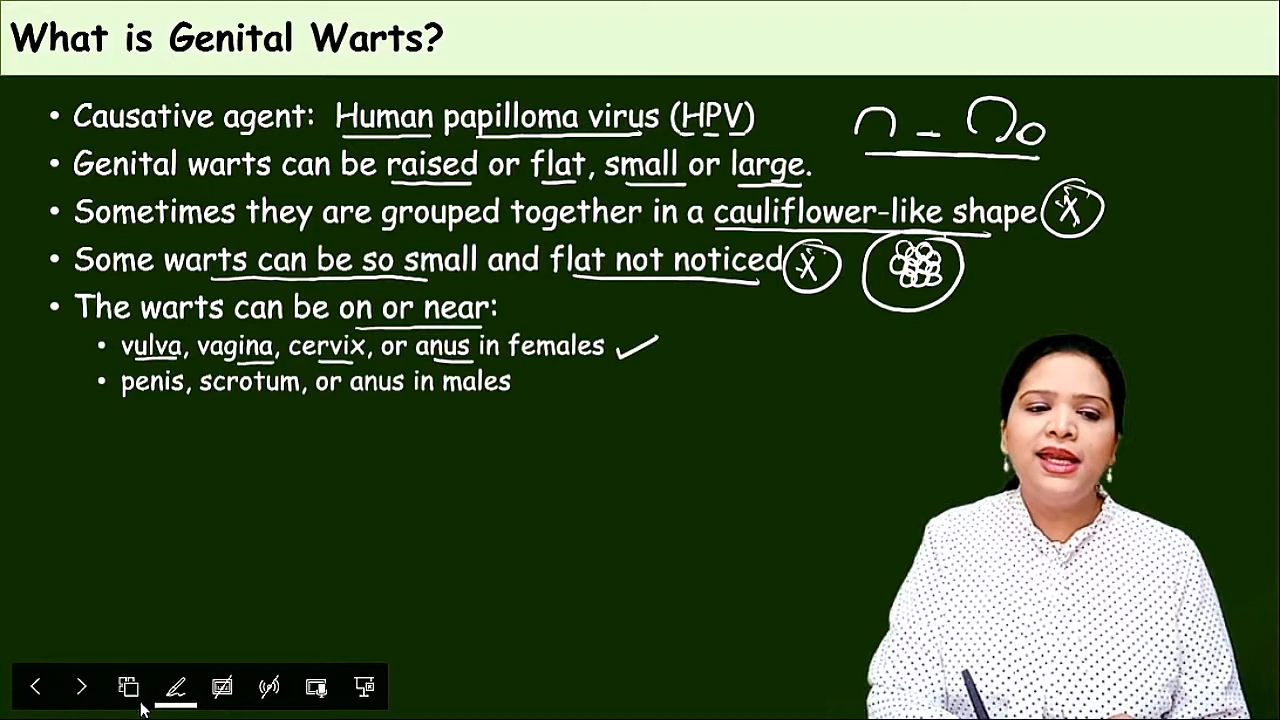 What is Genital Warts?
• Causative agent: Human papilloma virus (HPV)
• Genital warts can be raised or flat, small or large.
• Sometimes they are grouped together in a cauliflower-like shape
• Some warts can be so small and flat not noticed
• The warts can be on or near:
• vulva, vagina, cervix, or anus in females
• penis, scrotum, or anus in males